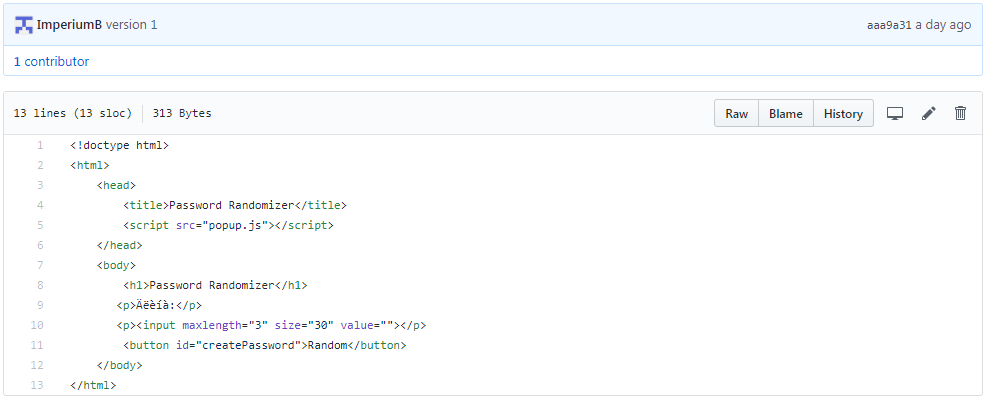 ImperiumB version 1 aaa9a31 a day ago
1 contributor
13 lines (13 sloc) 313 Bytes Raw Blame History
1 <!doctype html>
2 <html>
3 <head>
4 <title>Password Randomizer</title>
5 <script src="popup.js"></script>
6 </head>
7 <body>
8 <h1>Password Randomizer</h1>
9 <p>Äëèíà:</p>
10 <p><input maxlength="3" size="30" value=""></p>
11 <button id="createPassword">Random</button>
12 </body>
13 </html>